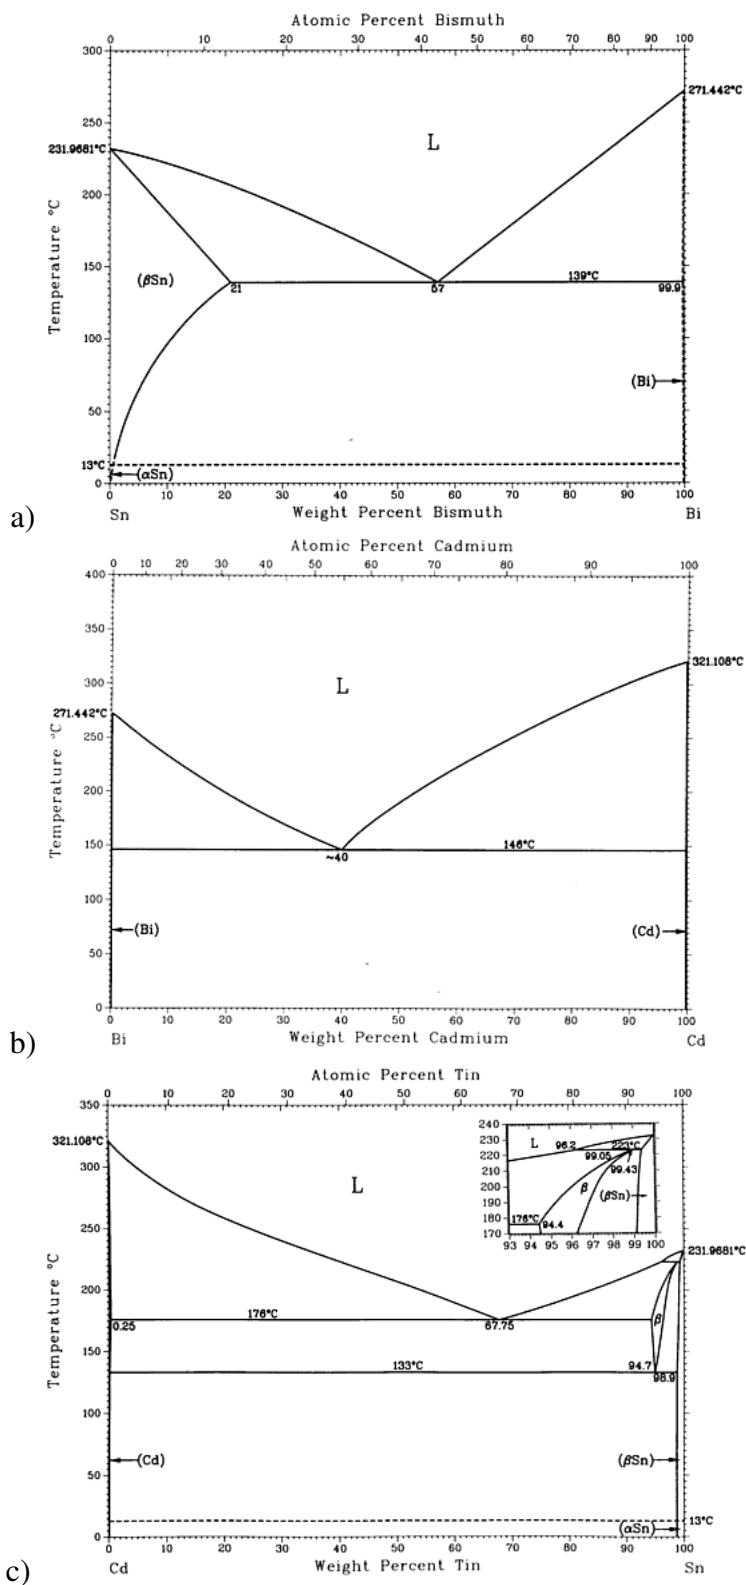 Atomic Percent Bismuth
0 10 20 30 40 50 60 70 80 90 100
300
271.442°C
250
L
231.9681°C
200
Temperature °C
150
139°C
(βSn)
21
57
99.9
100
(Bi)
50
13°C
(αSn)
0
0 10 20 30 40 50 60 70 80 90 100
Sn
Weight Percent Bismuth
Bi
a)
Atomic Percent Cadmium
0 10 20 30 40 50 60 70 80 90 100
400
350
321.108°C
300
L
271.442°C
250
Temperature °C
200
150
146°C
~40
100
(Bi)
(Cd)
50
0
0 10 20 30 40 50 60 70 80 90 100
Bi
Weight Percent Cadmium
Cd
b)
Atomic Percent Tin
0 10 20 30 40 50 60 70 80 90 100
350
321.108°C
300
L
240
230
220
210
200
190
180
170
L
96.2
223°C
99.05
99.43
β
(βSn)
176°C
94.4
93 94 95 96 97 98 99 100
250
231.9681°C
Temperature °C
200
176°C
0.25
67.75
β
150
133°C
94.7
98.9
100
(Cd)
(βSn)
50
13°C
(αSn)
0
0 10 20 30 40 50 60 70 80 90 100
Cd
Weight Percent Tin
Sn
c)